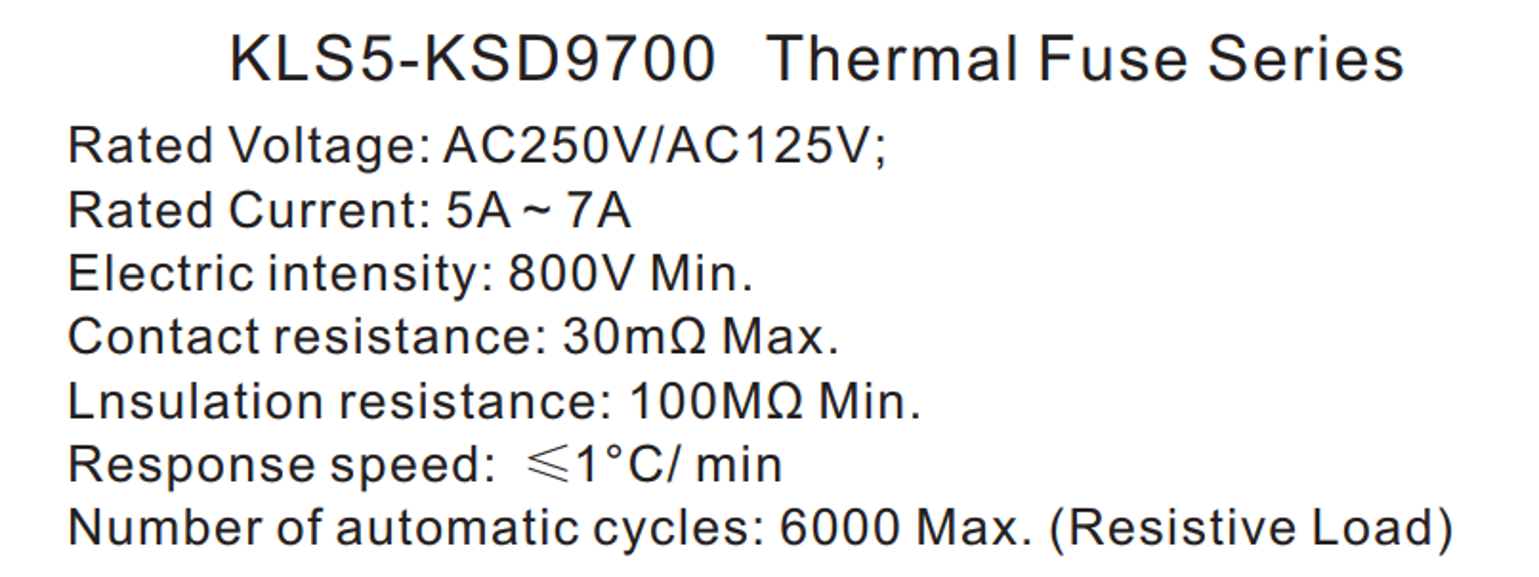 KLS5-KSD9700 Thermal Fuse Series
Rated Voltage: AC250V/AC125V;
Rated Current: 5A ~ 7A
Electric intensity: 800V Min.
Contact resistance: 30mΩ Max.
Lnsulation resistance: 100MΩ Min.
Response speed: ⩽1°C/ min
Number of automatic cycles: 6000 Max. (Resistive Load)